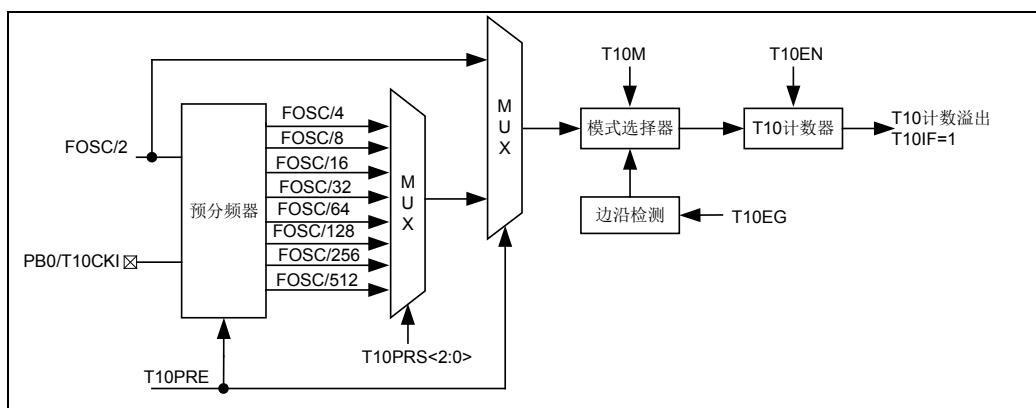 T10M
T10EN
FOSC/4
FOSC/8
FOSC/16
FOSC/32
FOSC/64
FOSC/128
FOSC/256
FOSC/512
FOSC/2
预分频器
MUX
MUX
模式选择器
T10计数器
T10计数溢出
T10IF=1
边沿检测
T10EG
PB0/T10CKI
T10PRS<2:0>
T10PRE